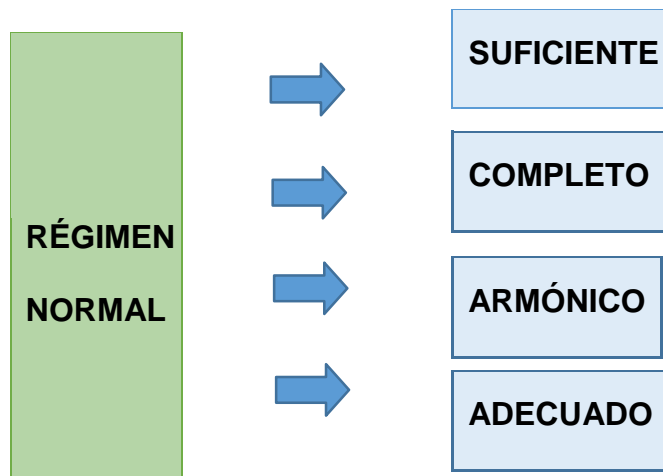 RÉGIMEN
NORMAL
SUFICIENTE
COMPLETO
ARMÓNICO
ADECUADO